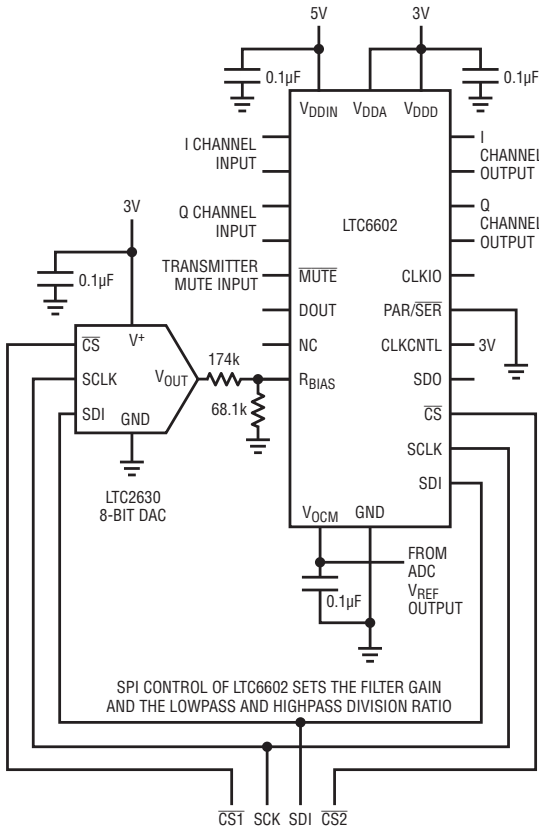 5V
3V
0.1µF
0.1µF
V_DDIN
V_DDA
V_DDD
I CHANNEL
INPUT
I
CHANNEL
OUTPUT
Q CHANNEL
INPUT
LTC6602
Q
CHANNEL
OUTPUT
3V
TRANSMITTER
MUTE INPUT
MUTE
CLKIO
0.1µF
DOUT
PAR/SER
CS
V+
174k
NC
CLKCNTL
3V
SCLK
V_OUT
R_BIAS
SDO
SDI
68.1k
CS
GND
SCLK
SDI
LTC2630
8-BIT DAC
V_OCM
GND
FROM
ADC
V_REF
OUTPUT
0.1µF
SPI CONTROL OF LTC6602 SETS THE FILTER GAIN
AND THE LOWPASS AND HIGHPASS DIVISION RATIO
CS1 SCK SDI CS2